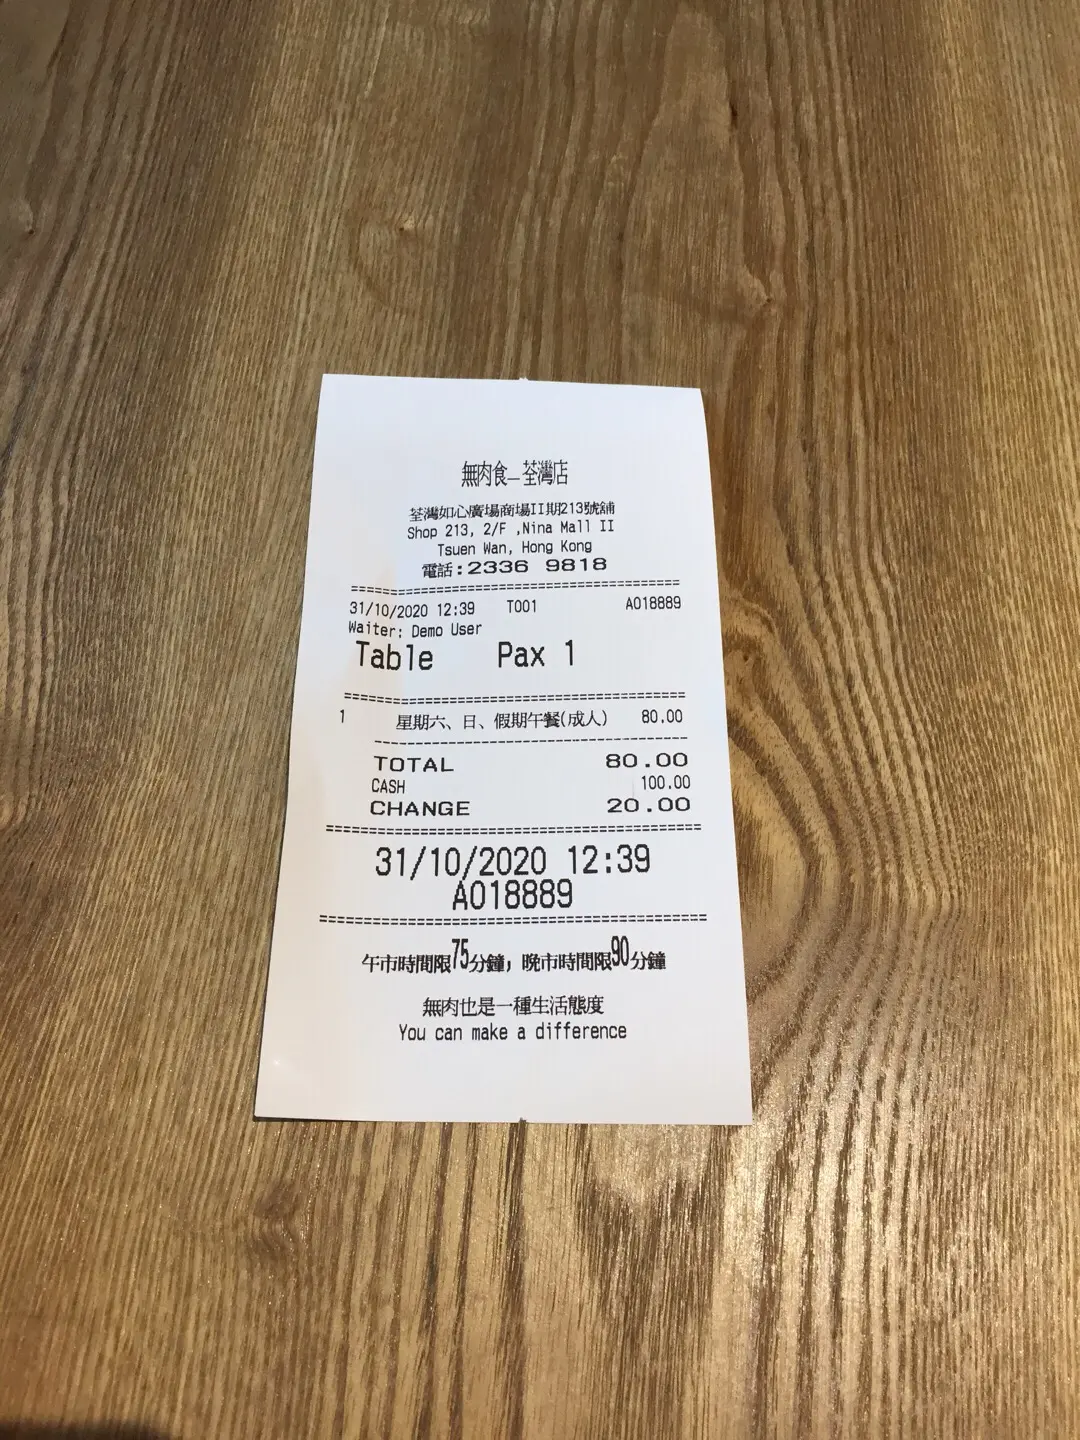 無肉食—荃灣店
荃灣如心廣場商場II期213號舖
Shop 213, 2/F ,Nina Mall II
Tsuen Wan, Hong Kong
電話:2336 9818
31/10/2020 12:39 T001 A018889
Waiter: Demo User
Table Pax 1
1 星期六、日、假期午餐(成人) 80.00
TOTAL 80.00
CASH 100.00
CHANGE 20.00
31/10/2020 12:39
A018889
午市時間限75分鐘，晚市時間限90分鐘
無肉也是一種生活態度
You can make a difference